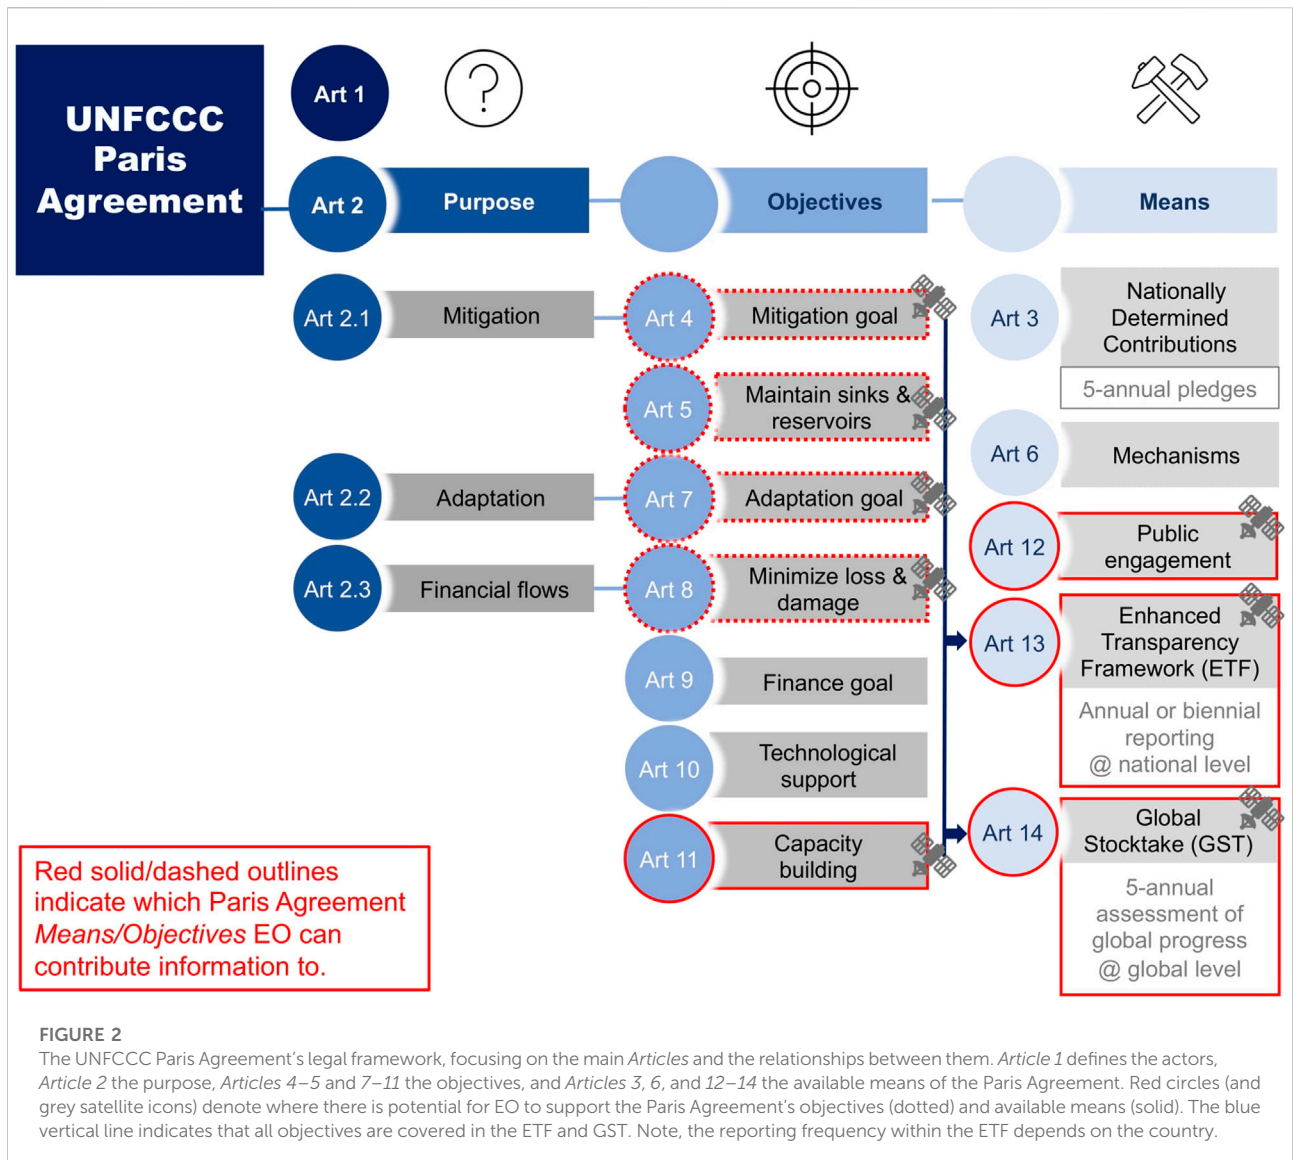 UNFCCC
Paris
Agreement
Art 1
?
Art 2
Purpose
Objectives
Means
Art 2.1
Mitigation
Art 4
Mitigation goal
Art 3
Nationally
Determined
Contributions
5-annual pledges
Art 5
Maintain sinks &
reservoirs
Art 6
Mechanisms
Art 2.2
Adaptation
Art 7
Adaptation goal
Art 12
Public
engagement
Art 2.3
Financial flows
Art 8
Minimize loss &
damage
Art 13
Enhanced
Transparency
Framework (ETF)
Annual or biennial
reporting
@ national level
Art 9
Finance goal
Art 10
Technological
support
Art 11
Capacity
building
Art 14
Global
Stocktake (GST)
5-annual
assessment of
global progress
@ global level
Red solid/dashed outlines
indicate which Paris Agreement
Means/Objectives EO can
contribute information to.
FIGURE 2
The UNFCCC Paris Agreement’s legal framework, focusing on the main Articles and the relationships between them. Article 1 defines the actors,
Article 2 the purpose, Articles 4–5 and 7–11 the objectives, and Articles 3, 6, and 12–14 the available means of the Paris Agreement. Red circles (and
grey satellite icons) denote where there is potential for EO to support the Paris Agreement’s objectives (dotted) and available means (solid). The blue
vertical line indicates that all objectives are covered in the ETF and GST. Note, the reporting frequency within the ETF depends on the country.